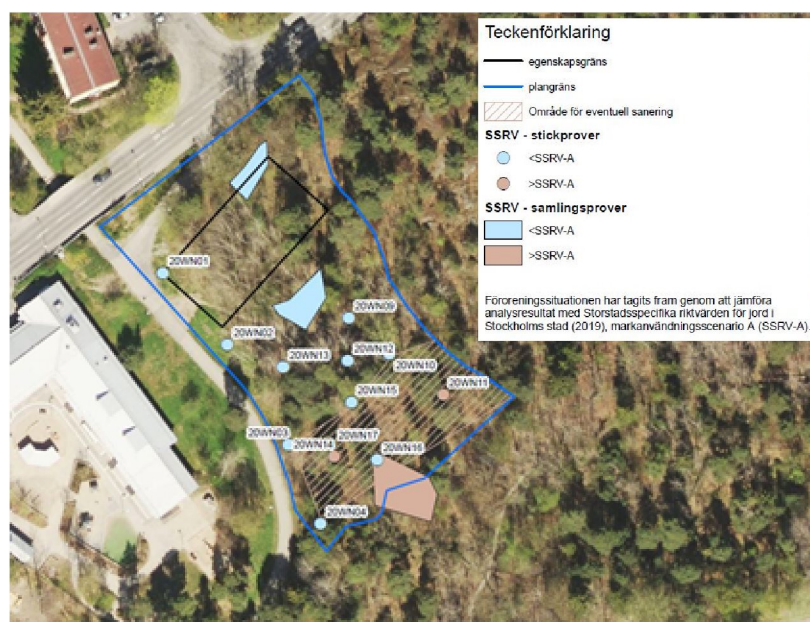 Teckenförklaring
egenskapsgräns
plangräns
Område för eventuell sanering
SSRV - stickprover
<SSRV-A
>SSRV-A
SSRV - samlingsprover
<SSRV-A
>SSRV-A
Föroreningssituationen har tagits fram genom att jämföra
analysresultat med Storstadsspecifika riktvärden för jord i
Stockholms stad (2019), markanvändningsscenario A (SSRV-A).
20WN01
20WN02
20WN09
20WN13
20WN12
20WN10
20WN11
20WN15
20WN03
20WN14
20WN17
20WN16
20WN04